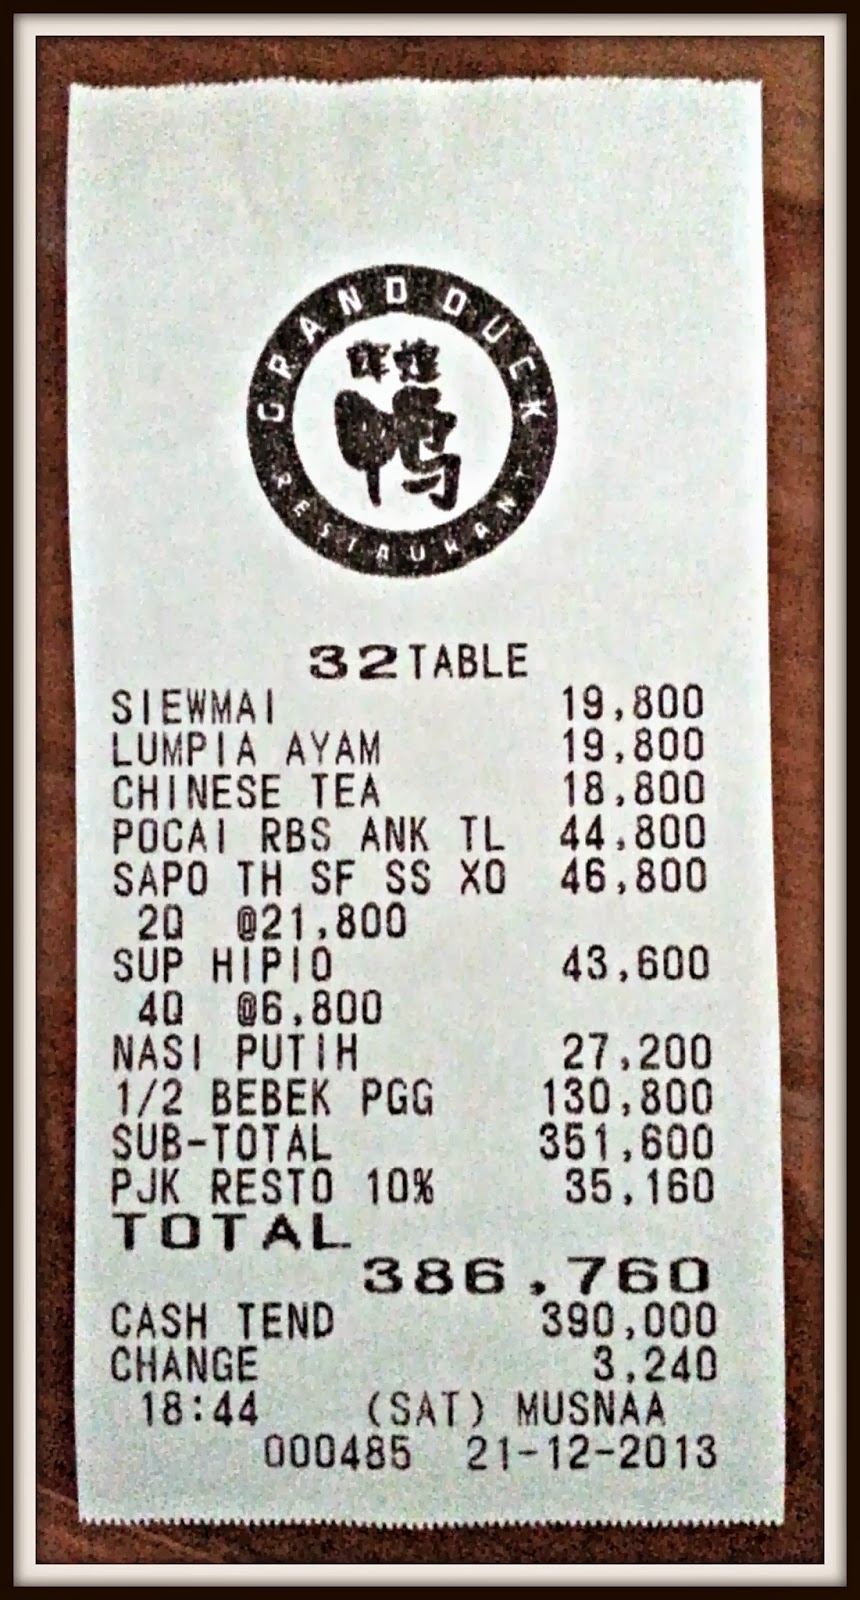 GRAND DUCK
鴨
RESTAURANT
32TABLE
SIEWMAI 19,800
LUMPIA AYAM 19,800
CHINESE TEA 18,800
POCAI RBS ANK TL 44,800
SAPO TH SF SS XO 46,800
2Q @21,800
SUP HIPIO 43,600
4Q @6,800
NASI PUTIH 27,200
1/2 BEBEK PGG 130,800
SUB-TOTAL 351,600
PJK RESTO 10% 35,160
TOTAL
386,760
CASH TEND 390,000
CHANGE 3,240
18:44 (SAT) MUSNAA
000485 21-12-2013